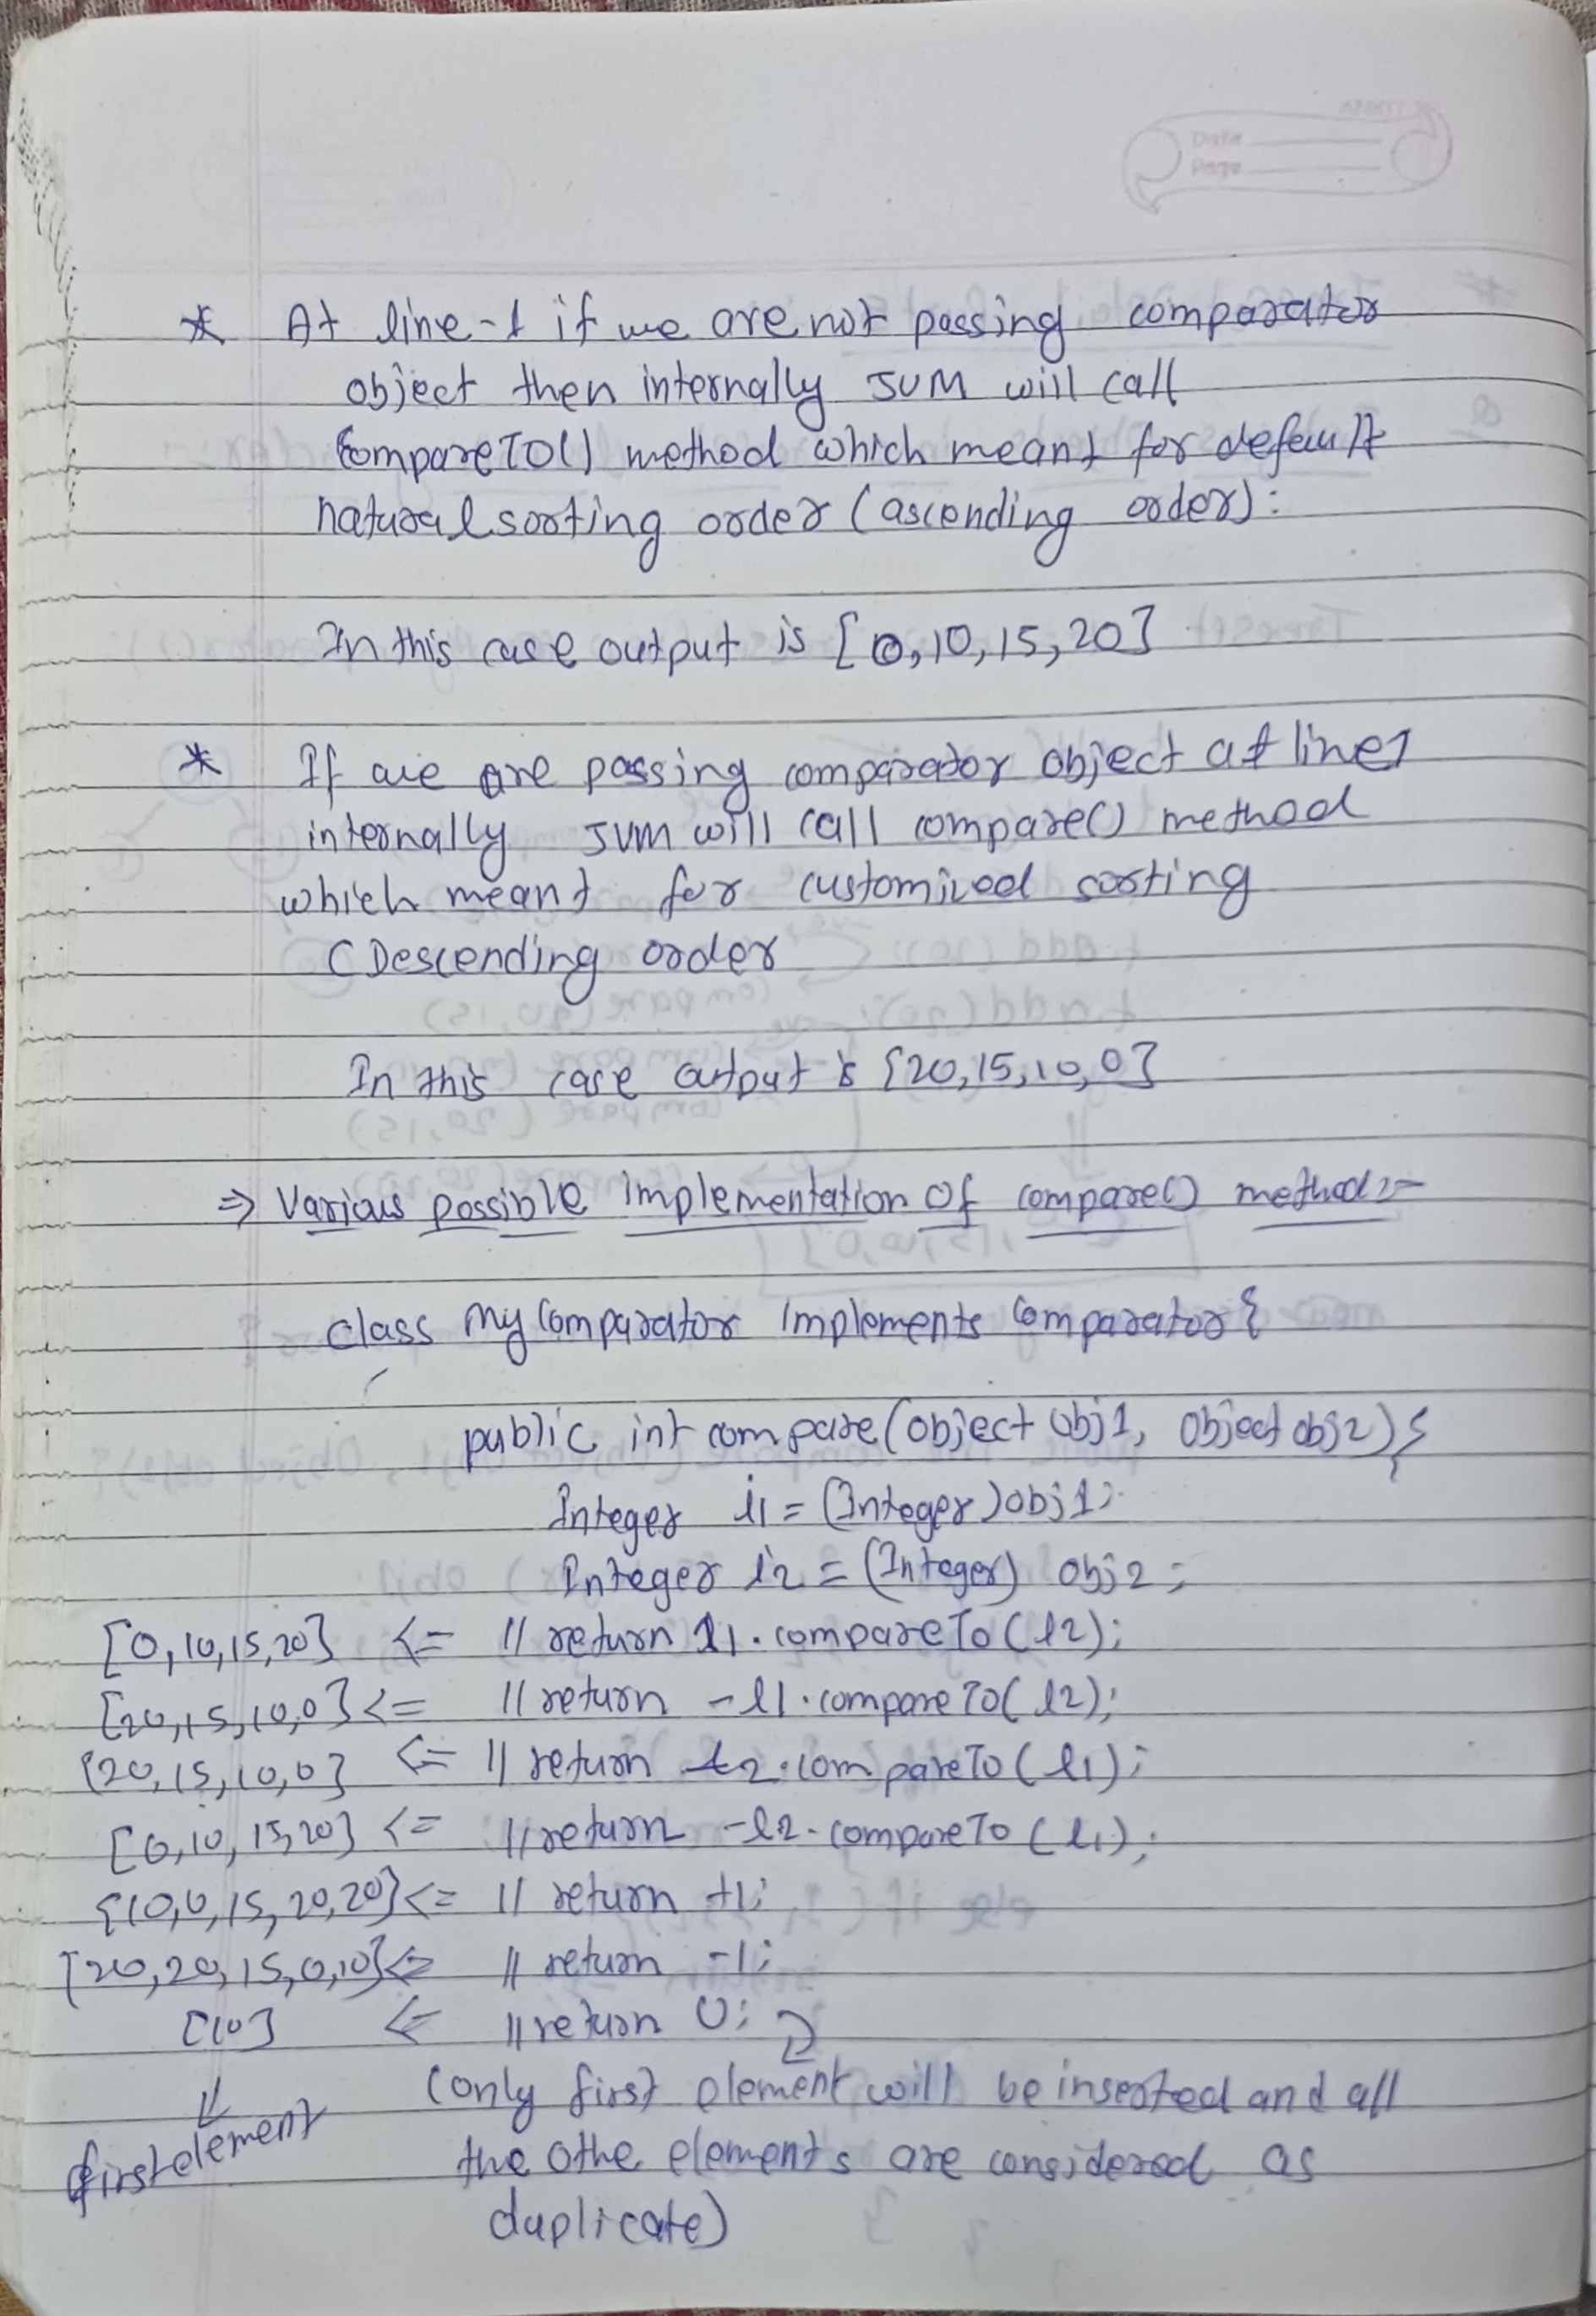 * At line-1 if we are not passing comparator
object then internally JVM will call
CompareTO() method which meant for default
natural sorting order (ascending order):
In this case output is [0,10,15,20]
* If we are passing comparator object at line1
internally JVM will call compare() method
which meant for customized sorting
(Descending order
In this case output is [20,15,10,0]
=> Various possible implementation of compare() method:-
class MyComparator Implements Comparator{
public int compare(object obj1, object obj2){
Integer i1 = (Integer)obj1;
Integer i2 = (Integer) obj2;
[0,10,15,20] <= // return i1.compareTo(i2);
[20,15,10,0] <= // return -i1.compareTo(i2);
[20,15,10,0] <= // return i2.compareTo(i1);
[0,10,15,20] <= // return -i2.compareTo(i1);
[10,0,15,20,20] <= // return +1;
[20,20,15,0,10] <= // return -1;
[10] <= // return 0;
first element
(only first element will be inserted and all
the othe elements are considered as
duplicate)